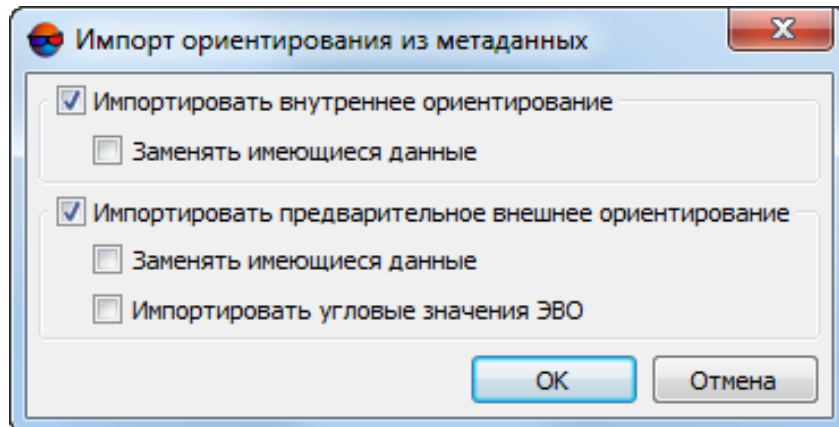 Импорт ориентирования из метаданных
Импортировать внутреннее ориентирование
Заменять имеющиеся данные
Импортировать предварительное внешнее ориентирование
Заменять имеющиеся данные
Импортировать угловые значения ЭВО
OK
Отмена